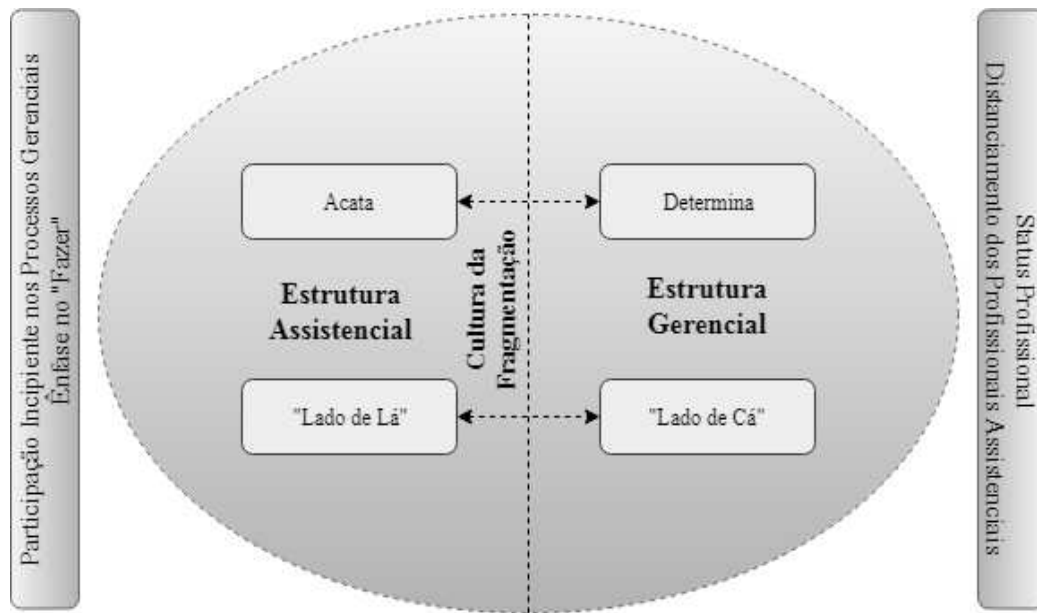 Participação Incipiente nos Processos Gerenciais
Ênfase no "Fazer"
Acata
Determina
Estrutura
Assistencial
Cultura da
Fragmentação
Estrutura
Gerencial
"Lado de Lá"
"Lado de Cá"
Status Profissional
Distanciamento dos Profissionais Assistenciais